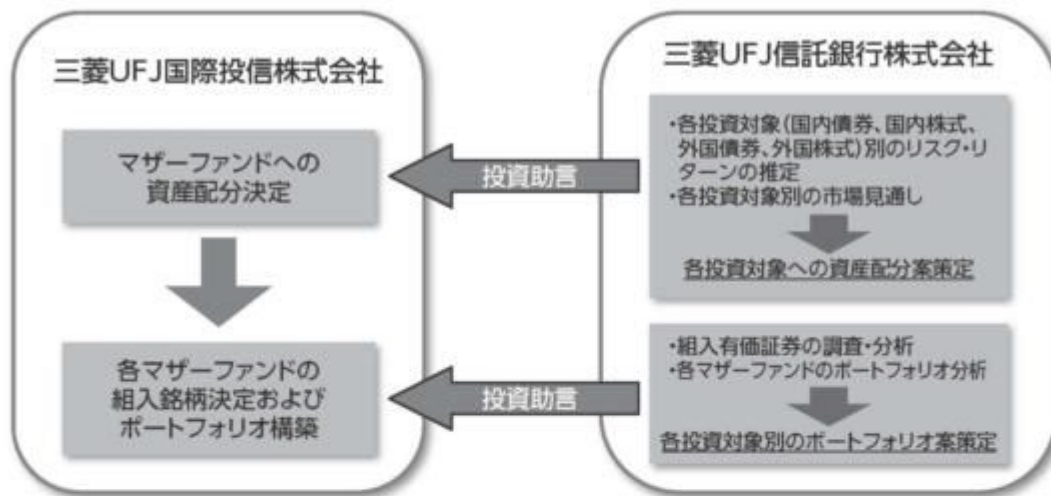 三菱UFJ国際投信株式会社
マザーファンドへの
資産配分決定
各マザーファンドの
組入銘柄決定および
ポートフォリオ構築
投資助言
投資助言
三菱UFJ信託銀行株式会社
・各投資対象(国内債券、国内株式、
外国債券、外国株式)別のリスク・リ
ターンの推定
・各投資対象別の市場見通し
各投資対象への資産配分案策定
・組入有価証券の調査・分析
・各マザーファンドのポートフォリオ分析
各投資対象別のポートフォリオ案策定